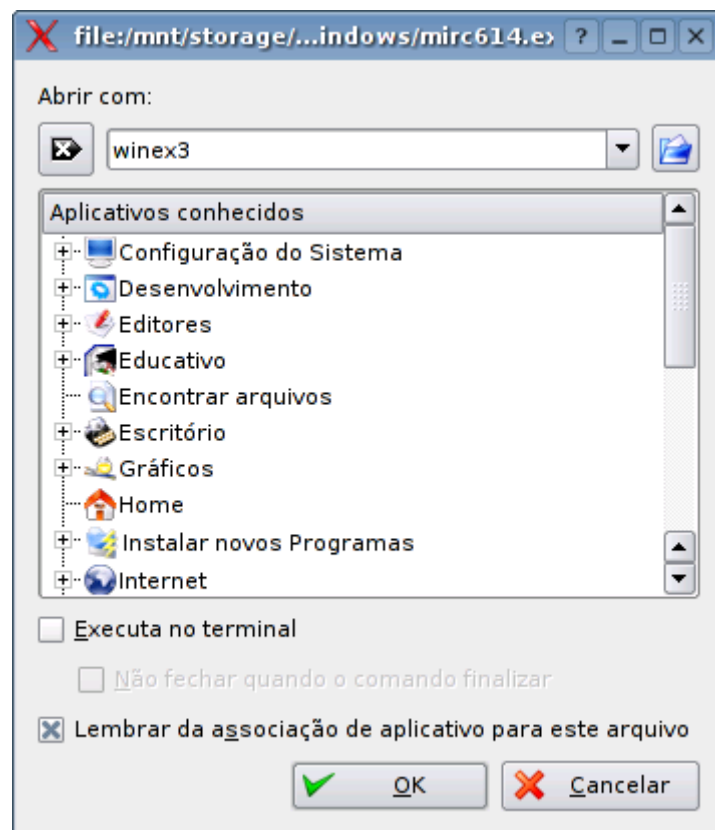 file:/mnt/storage/...indows/mirc614.ex
Abrir com:
winex3
Aplicativos conhecidos
Configuração do Sistema
Desenvolvimento
Editores
Educativo
Encontrar arquivos
Escritório
Gráficos
Home
Instalar novos Programas
Internet
Executa no terminal
Não fechar quando o comando finalizar
Lembrar da associação de aplicativo para este arquivo
OK Cancelar